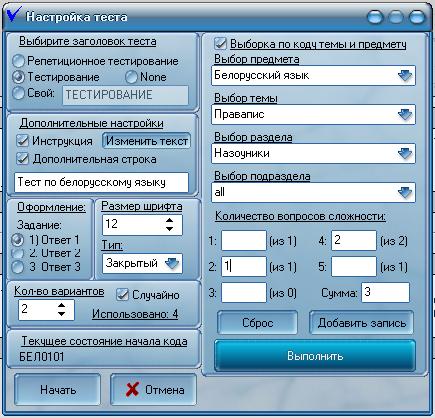 Настройка теста
Выбирите заголовок теста
Репетиционное тестирование
Тестирование None
Свой: ТЕСТИРОВАНИЕ
Дополнительные настройки
Инструкция Изменить текст
Дополнительная строка
Тест по белорусскому языку
Оформление:
Задание:
1) Ответ 1
2. Ответ 2
3 Ответ 3
Размер шрифта
12
Тип:
Закрытый
Кол-во вариантов
2
Случайно
Использовано: 4
Текущее состояние начала кода
БЕЛ0101
Начать Отмена
Выборка по коду темы и предмету
Выбор предмета
Белорусский язык
Выбор темы
Правапис
Выбор раздела
Назоуники
Выбор подраздела
all
Количество вопросов сложности:
1: (из 1) 4: 2 (из 2)
2: 1 (из 1) 5: (из 1)
3: (из 0) Сумма: 3
Сброс Добавить запись
Выполнить